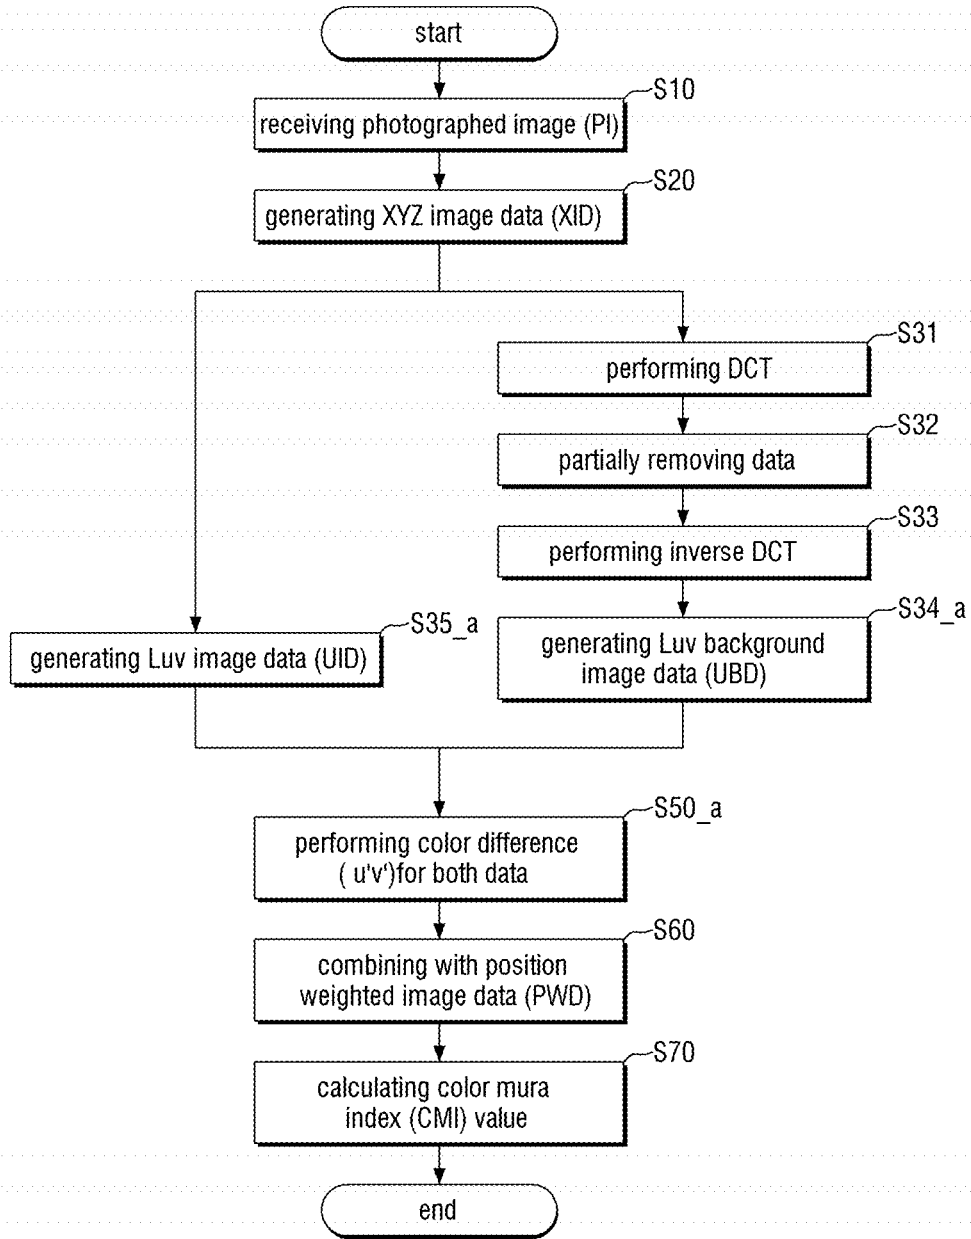 start
S10
receiving photographed image (PI)
S20
generating XYZ image data (XID)
S31
performing DCT
S32
partially removing data
S33
performing inverse DCT
S35_a
generating Luv image data (UID)
S34_a
generating Luv background
image data (UBD)
S50_a
performing color difference
( u'v')for both data
S60
combining with position
weighted image data (PWD)
S70
calculating color mura
index (CMI) value
end